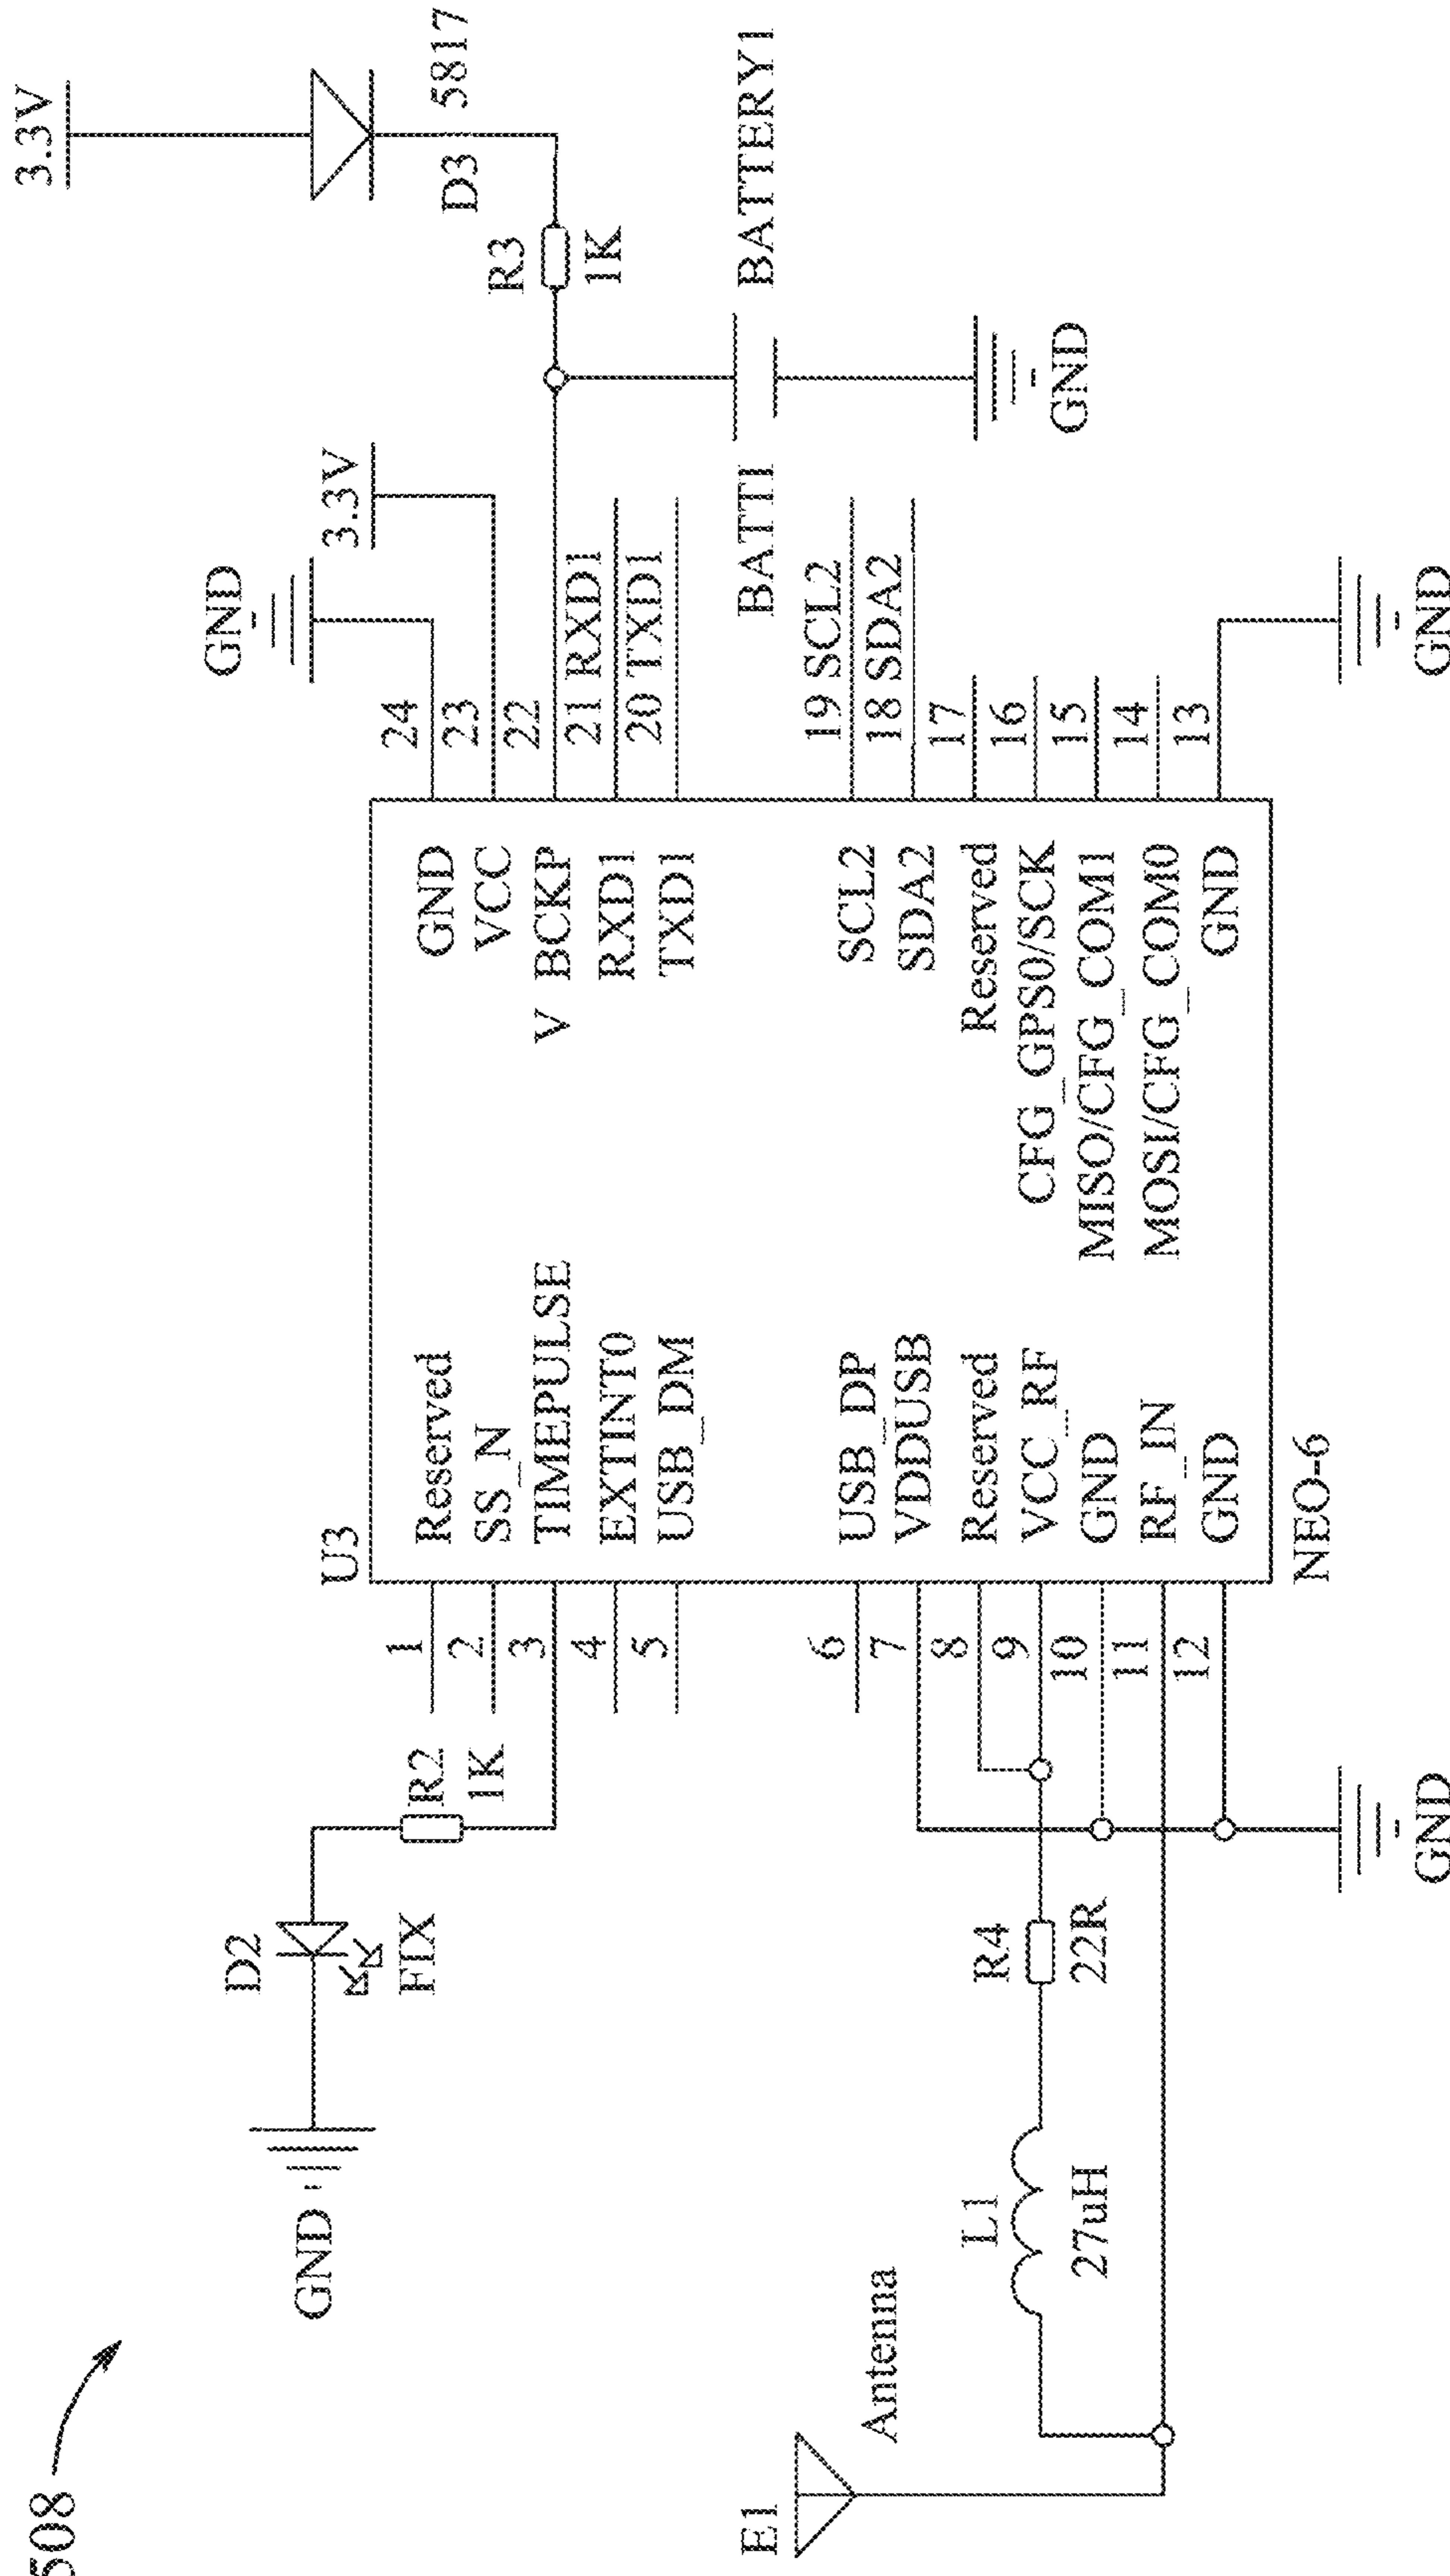 508
GND
D2
FIX
R2
1K
E1
Antenna
L1
27uH
R4
22R
GND
U3
1
2
3
4
5
6
7
8
9
10
11
12
Reserved
SS_N
TIMEPULSE
EXTINT0
USB_DM
USB_DP
VDDUSB
Reserved
VCC_RF
GND
RF_IN
GND
NEO-6
GND
VCC
V BCKP
RXD1
TXD1
SCL2
SDA2
Reserved
CFG_GPS0/SCK
MISO/CFG_COM1
MOSI/CFG_COM0
GND
24
23
22
21 RXD1
20 TXD1
19 SCL2
18 SDA2
17
16
15
14
13
GND
3.3V
GND
BATTI
BATTERY1
GND
R3
1K
D3
5817
3.3V